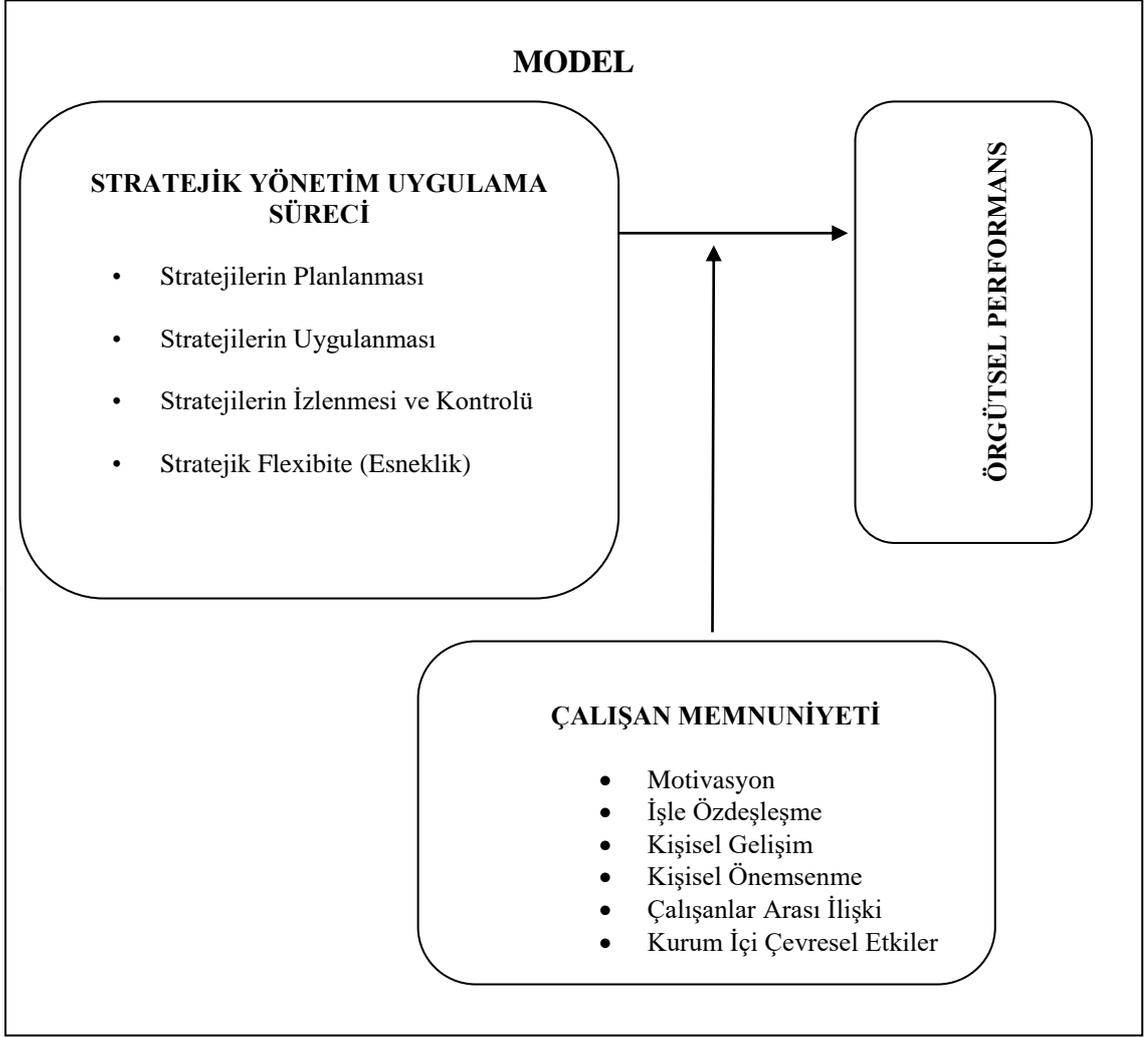 MODEL
STRATEJİK YÖNETİM UYGULAMA
SÜRECİ
• Stratejilerin Planlanması
• Stratejilerin Uygulanması
• Stratejilerin İzlenmesi ve Kontrolü
• Stratejik Flexibite (Esneklik)
ÖRGÜTSEL PERFORMANS
ÇALIŞAN MEMNUNİYETİ
• Motivasyon
• İşle Özdeşleşme
• Kişisel Gelişim
• Kişisel Önemsenme
• Çalışanlar Arası İlişki
• Kurum İçi Çevresel Etkiler